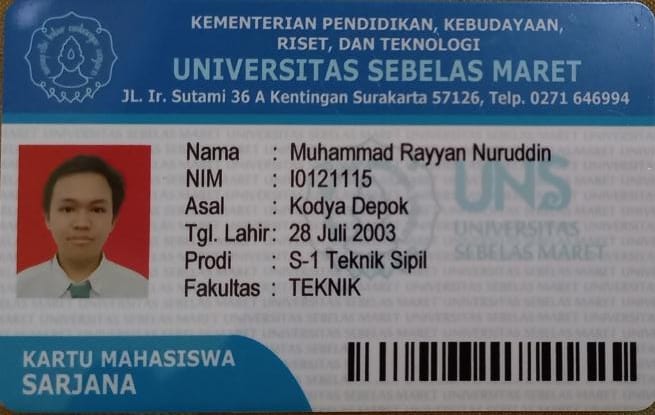 KEMENTERIAN PENDIDIKAN, KEBUDAYAAN,
RISET, DAN TEKNOLOGI
UNIVERSITAS SEBELAS MARET
JL. Ir. Sutami 36 A Kentingan Surakarta 57126, Telp. 0271 646994
Nama : Muhammad Rayyan Nuruddin
NIM : I0121115
Asal : Kodya Depok
Tgl. Lahir: 28 Juli 2003
Prodi : S-1 Teknik Sipil
Fakultas : TEKNIK
UNS
UNIVERSITAS
SEBELAS MARET
KARTU MAHASISWA
SARJANA